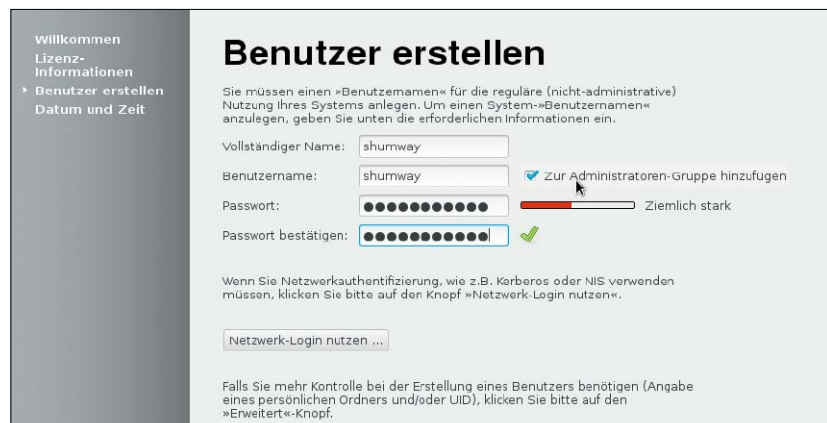 Willkommen
Lizenz-
Informationen
Benutzer erstellen
Datum und Zeit
Benutzer erstellen
Sie müssen einen »Benutzernamen« für die reguläre (nicht-administrative)
Nutzung Ihres Systems anlegen. Um einen System-»Benutzernamen«
anzulegen, geben Sie unten die erforderlichen Informationen ein.
Vollständiger Name: shumway
Benutzername: shumway Zur Administratoren-Gruppe hinzufugen
Passwort: ●●●●●●●●●●● Ziemlich stark
Passwort bestätigen: ●●●●●●●●●●●
Wenn Sie Netzwerkauthentifizierung, wie z.B. Kerberos oder NIS verwenden
müssen, klicken Sie bitte auf den Knopf »Netzwerk-Login nutzen«.
Netzwerk-Login nutzen ...
Falls Sie mehr Kontrolle bei der Erstellung eines Benutzers benötigen (Angabe
eines persönlichen Ordners und/oder UID), klicken Sie bitte auf den
»Erweitert«-Knopf.